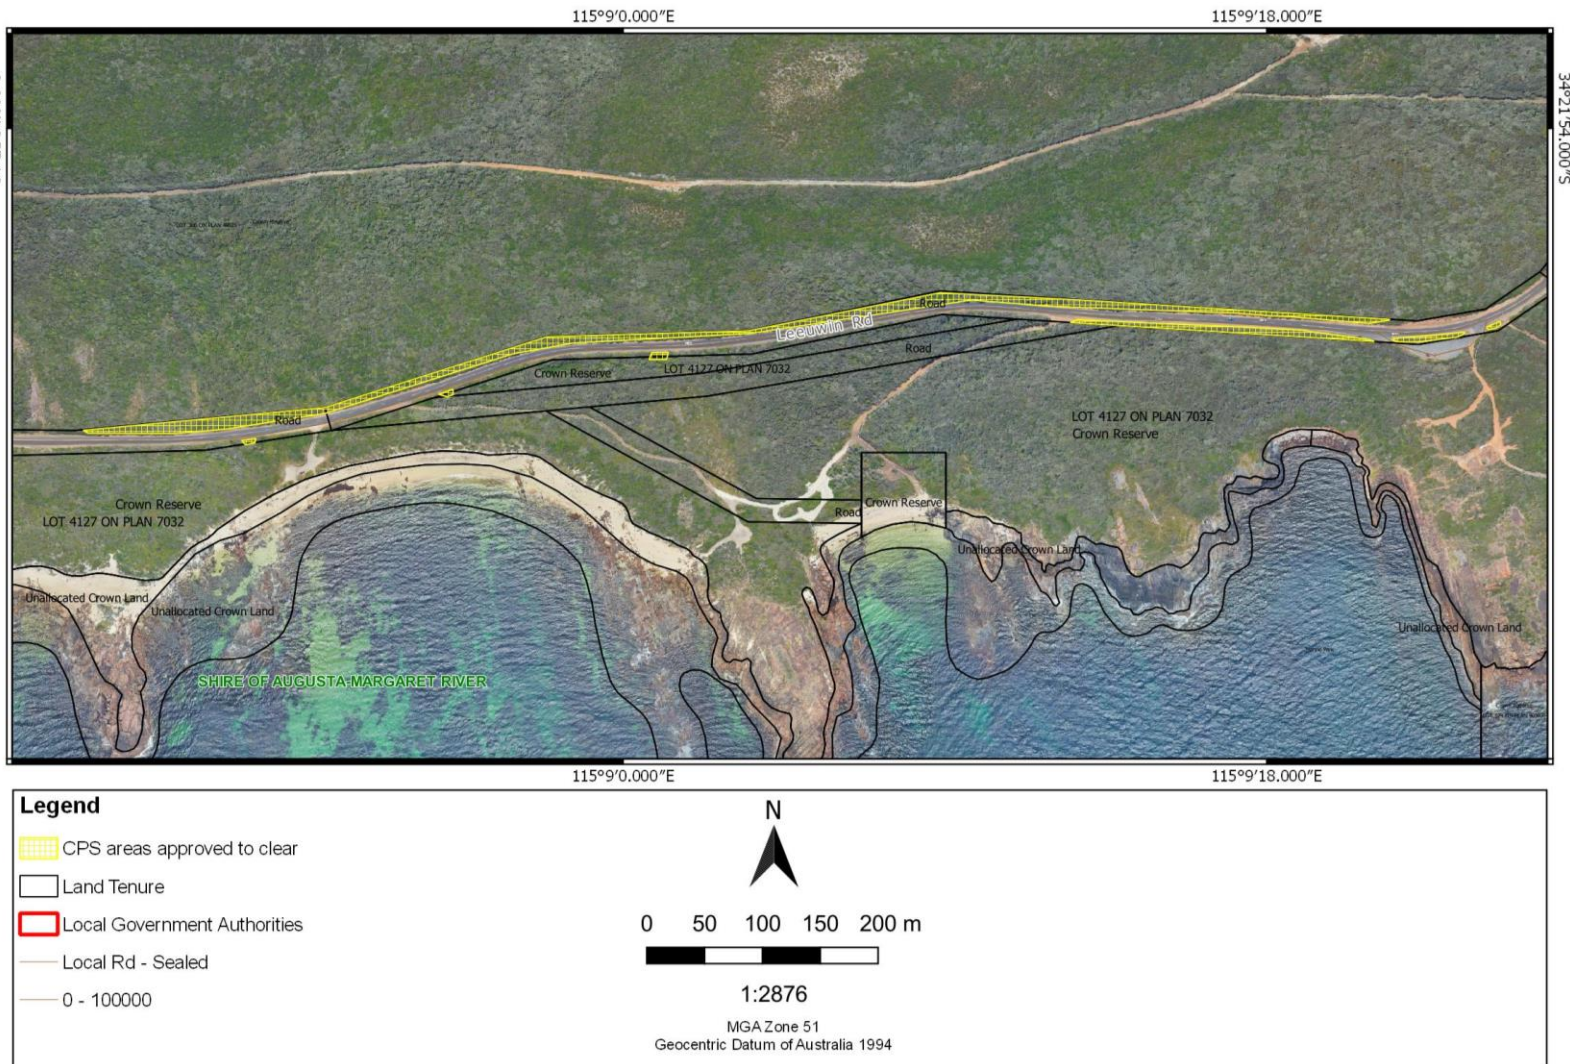 115°9'0.000"E 115°9'18.000"E
34°21'54.000"S
Road
Leeuwin Rd
Road
Crown Reserve
LOT 4127 ON PLAN 7032
Road
LOT 4127 ON PLAN 7032
Crown Reserve
Crown Reserve
LOT 4127 ON PLAN 7032
Crown Reserve
Road
Unallocated Crown Land
Unallocated Crown Land
Unallocated Crown Land
Unallocated Crown Land
SHIRE OF AUGUSTA-MARGARET RIVER
115°9'0.000"E 115°9'18.000"E
Legend
CPS areas approved to clear
Land Tenure
Local Government Authorities
Local Rd - Sealed
0 - 100000
N
0 50 100 150 200 m
1:2876
MGA Zone 51
Geocentric Datum of Australia 1994